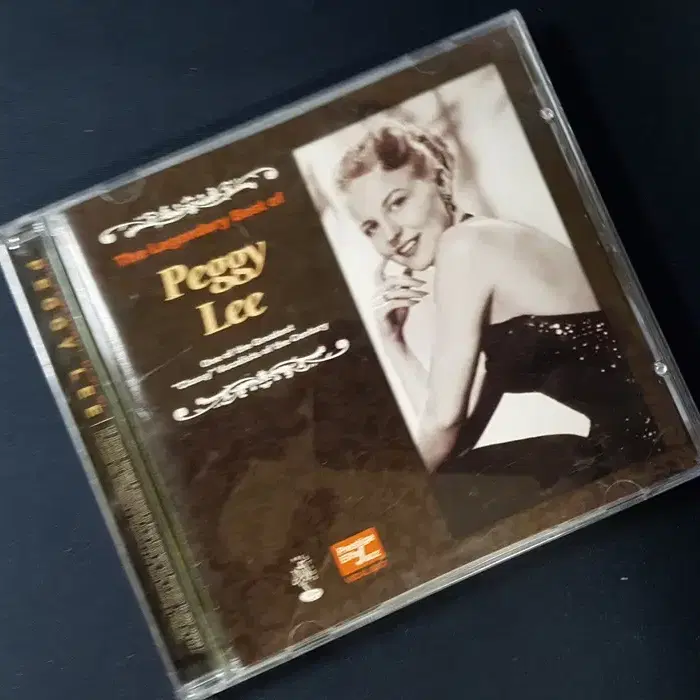 The Legendary Best of
Peggy
Lee
One of the Greatest
"Classy" Vocalists of the Century
PEGGY LEE